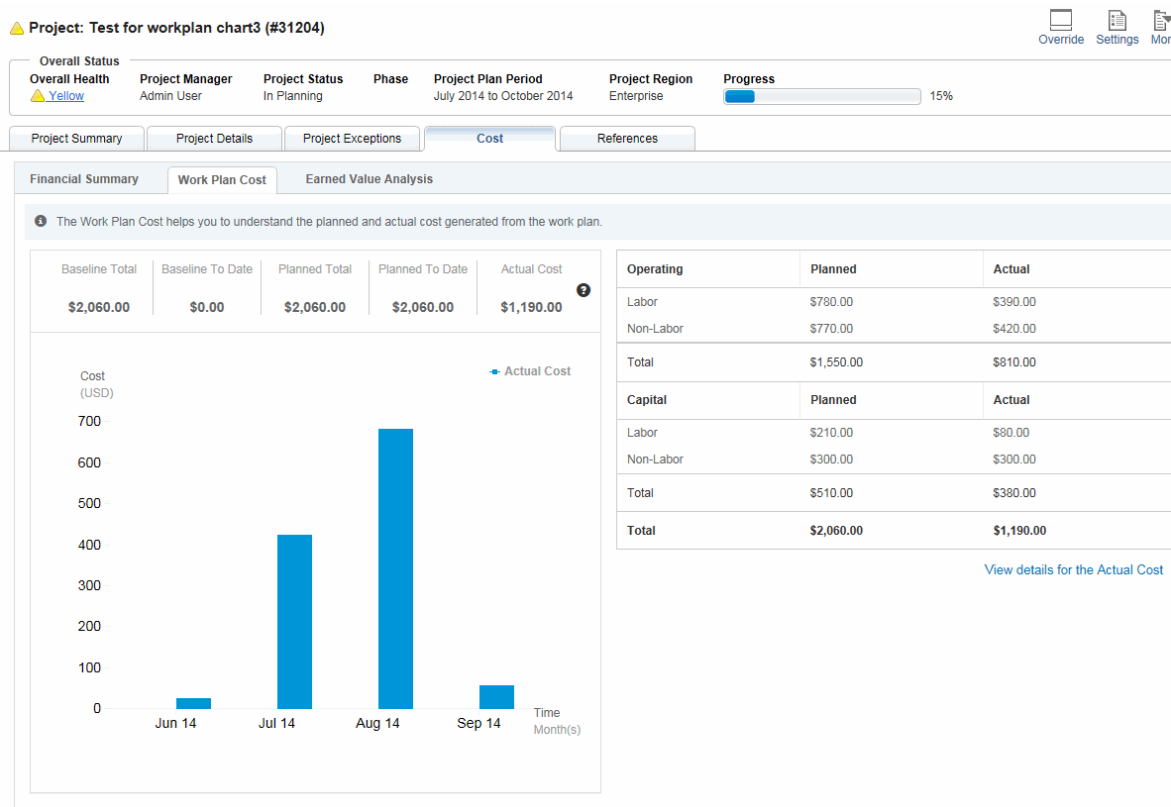 Project: Test for workplan chart3 (#31204)
Override Settings Mor
Overall Status
Overall Health Project Manager Project Status Phase Project Plan Period Project Region Progress
Yellow Admin User In Planning July 2014 to October 2014 Enterprise 15%
Project Summary Project Details Project Exceptions Cost References
Financial Summary Work Plan Cost Earned Value Analysis
The Work Plan Cost helps you to understand the planned and actual cost generated from the work plan.
Baseline Total Baseline To Date Planned Total Planned To Date Actual Cost
$2,060.00 $0.00 $2,060.00 $2,060.00 $1,190.00
Cost
(USD)
Actual Cost
700
600
500
400
300
200
100
0
Jun 14 Jul 14 Aug 14 Sep 14
Time
Month(s)
Operating Planned Actual
Labor $780.00 $390.00
Non-Labor $770.00 $420.00
Total $1,550.00 $810.00
Capital Planned Actual
Labor $210.00 $80.00
Non-Labor $300.00 $300.00
Total $510.00 $380.00
Total $2,060.00 $1,190.00
View details for the Actual Cost